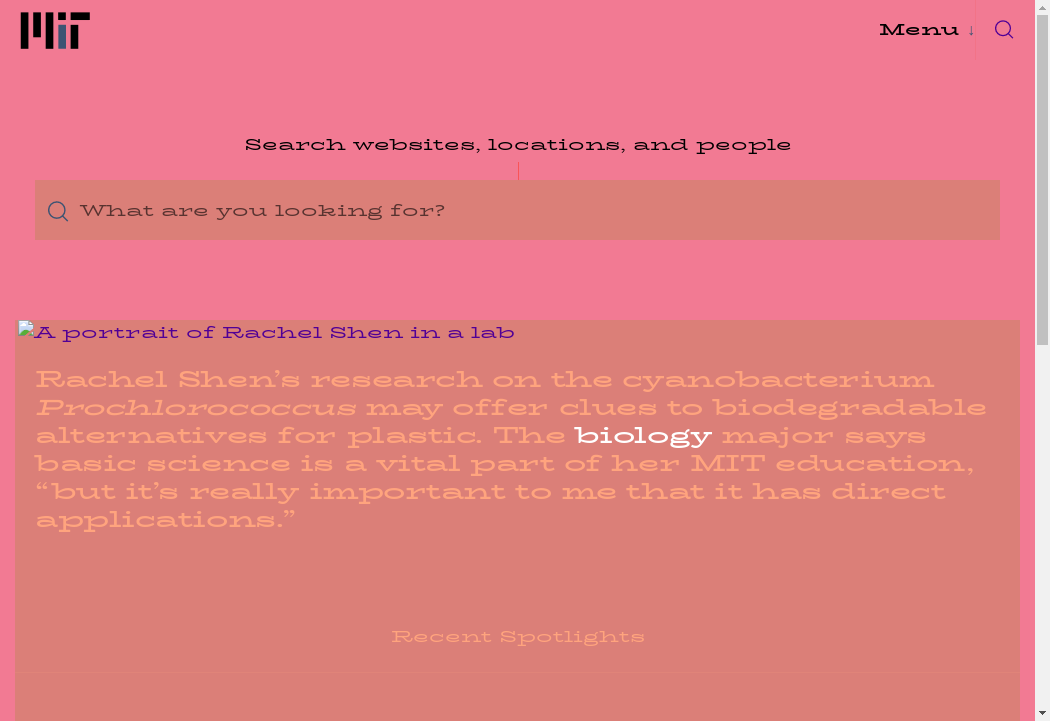 MIT
Menu ↓
Search websites, locations, and people
What are you looking for?
A portrait of Rachel Shen in a lab
Rachel Shen’s research on the cyanobacterium
Prochlorococcus may offer clues to biodegradable
alternatives for plastic. The biology major says
basic science is a vital part of her MIT education,
“but it’s really important to me that it has direct
applications.”
Recent Spotlights